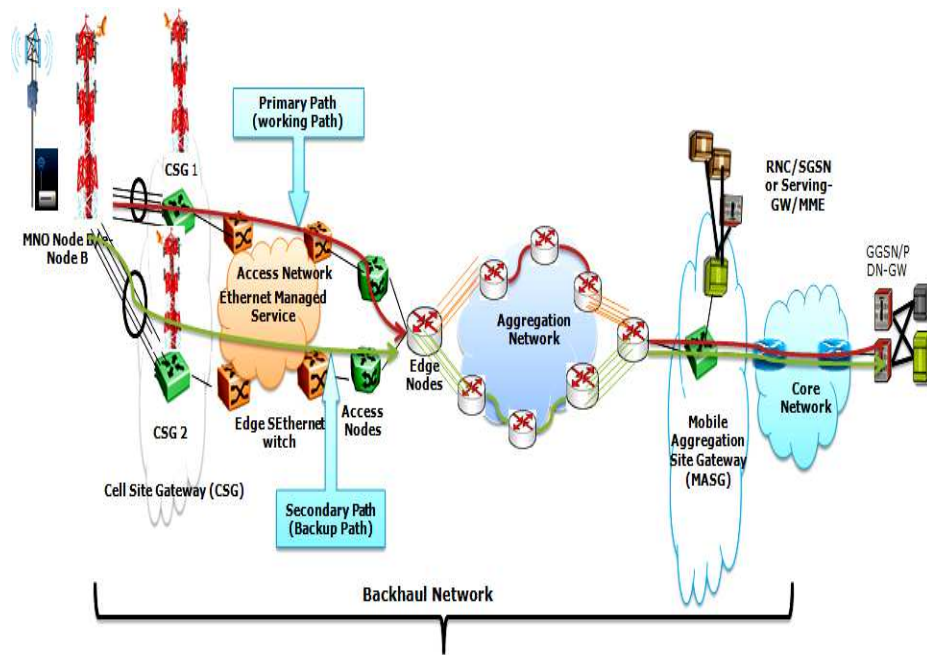 Primary Path
(working Path)
CSG 1
RNC/SGSN
or Serving-
GW/MME
MNO Node B
Node B
Access Network
Ethernet Managed
Service
GGSN/P
DN-GW
Aggregation
Network
Edge
Nodes
Core
Network
CSG 2
Edge SEthernet
witch
Access
Nodes
Mobile
Aggregation
Site Gateway
(MASG)
Cell Site Gateway (CSG)
Secondary Path
(Backup Path)
Backhaul Network